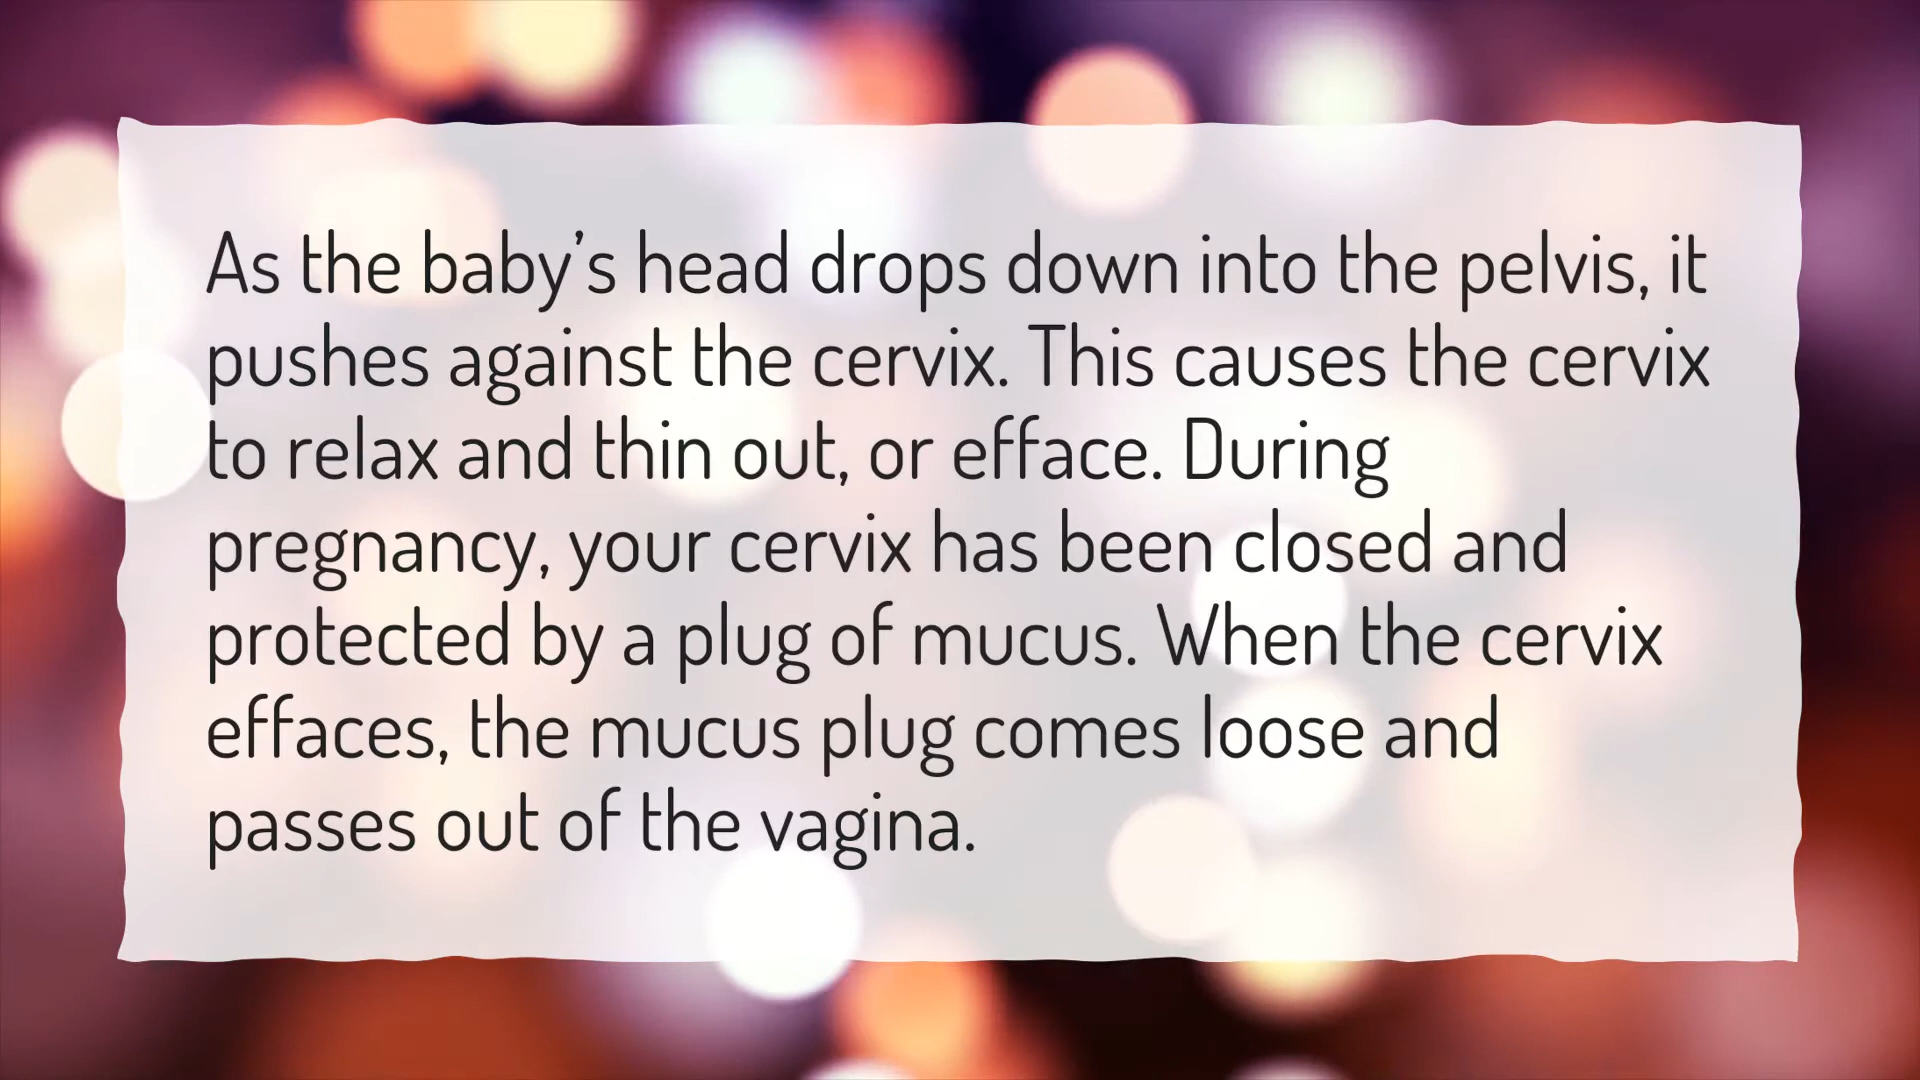 As the baby’s head drops down into the pelvis, it
pushes against the cervix. This causes the cervix
to relax and thin out, or efface. During
pregnancy, your cervix has been closed and
protected by a plug of mucus. When the cervix
effaces, the mucus plug comes loose and
passes out of the vagina.